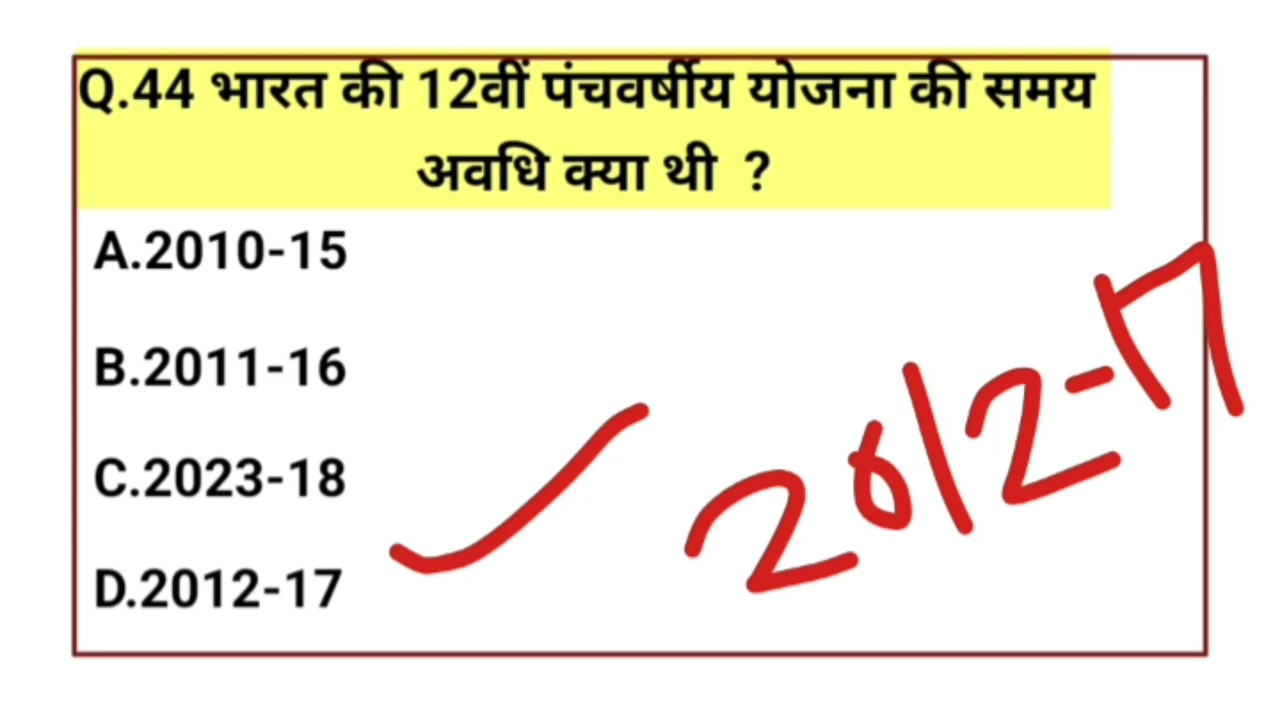 Q.44 भारत की 12वीं पंचवर्षीय योजना की समय
अवधि क्या थी ?
A.2010-15
B.2011-16
C.2023-18
D.2012-17
2012-17